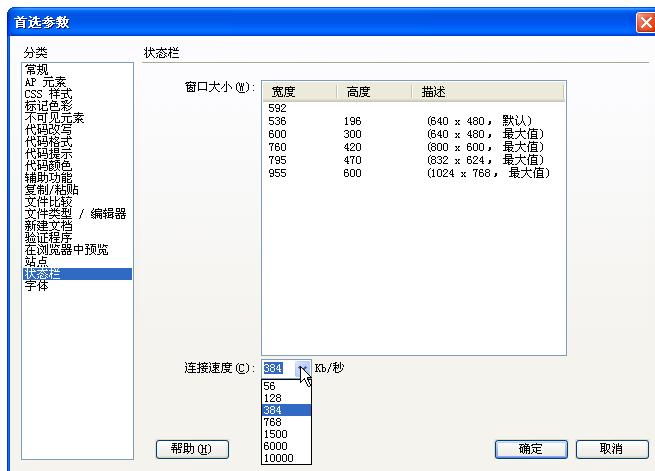 首选参数
分类
常规
AP 元素
CSS 样式
标记色彩
不可见元素
代码改写
代码格式
代码提示
代码颜色
辅助功能
复制/粘贴
文件比较
文件类型 / 编辑器
新建文档
验证程序
在浏览器中预览
站点
状态栏
字体
状态栏
窗口大小(W):
宽度 高度 描述
592
536 196 (640 x 480, 默认)
600 300 (640 x 480, 最大值)
760 420 (800 x 600, 最大值)
795 470 (832 x 624, 最大值)
955 600 (1024 x 768, 最大值)
连接速度(C): 384 Kb/秒
56
128
384
768
1500
6000
10000
帮助(H) 确定 取消